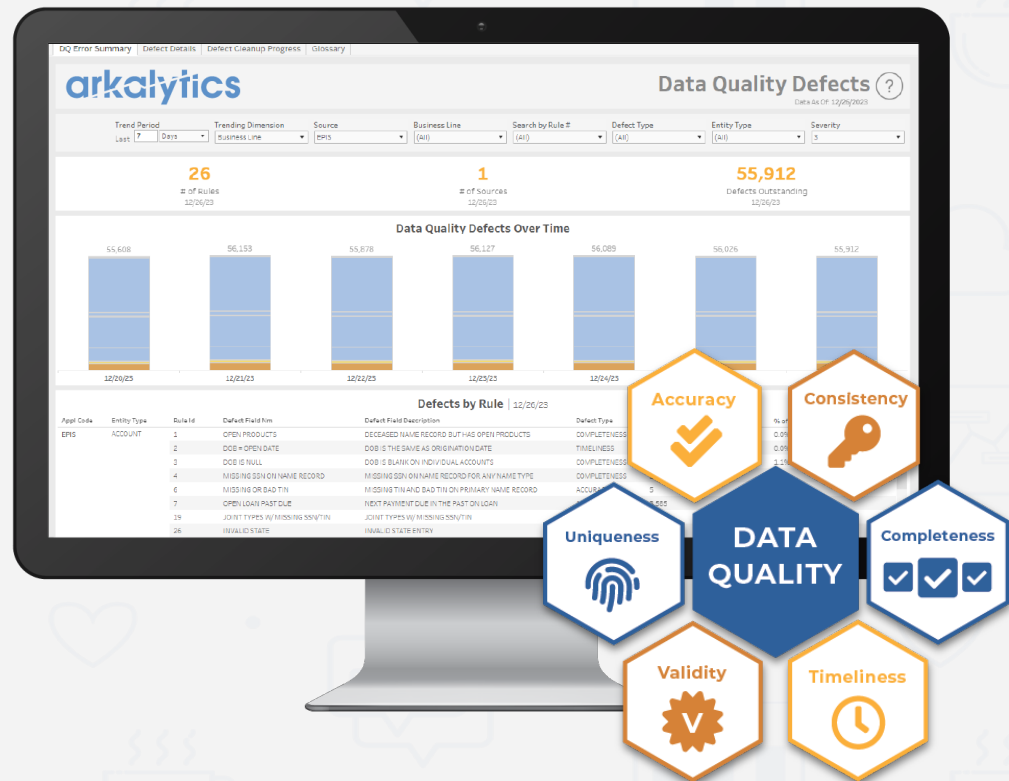 DQ Error Summary Defect Details Defect Cleanup Progress Glossary
arkalytics
Data Quality Defects ?
Data As Of 12/26/2023
Trend Period Trending Dimension Source Business Line Search by Rule # Defect Type Entity Type Severity
Last 7 Days Business Line EPIS (All) (All) (All) (All) 3
26 1 55,912
# of Rules # of Sources Defects Outstanding
12/26/23 12/26/23 12/26/23
Data Quality Defects Over Time
55,608 56,153 55,878 56,127 56,089 56,026 55,912
12/20/23 12/21/23 12/22/23 12/23/23 12/24/23
Defects by Rule | 12/26/23
Appl Code Entity Type Rule Id Defect Field Nm Defect Field Description Defect Type % of
EPIS ACCOUNT 1 OPEN PRODUCTS DECEASED NAME RECORD BUT HAS OPEN PRODUCTS COMPLETENESS 0.0%
2 DOB = OPEN DATE DOB IS THE SAME AS ORIGINATION DATE TIMELINESS 0.0%
3 DOB IS NULL DOB IS BLANK ON INDIVIDUAL ACCOUNTS COMPLETENESS 1.1%
4 MISSING SSN ON NAME RECORD MISSING SSN ON NAME RECORD FOR ANY NAME TYPE COMPLETENESS
6 MISSING OR BAD TIN MISSING TIN AND BAD TIN ON PRIMARY NAME RECORD
7 OPEN LOAN PAST DUE NEXT PAYMENT DUE IN THE PAST ON LOAN
19 JOINT TYPES W/ MISSING SSN/TIN JOINT TYPES W/ MISSING SSN/TIN
26 INVALID STATE INVALID STATE ENTRY
Accuracy
Consistency
Uniqueness
DATA
QUALITY
Completeness
Validity
V
Timeliness